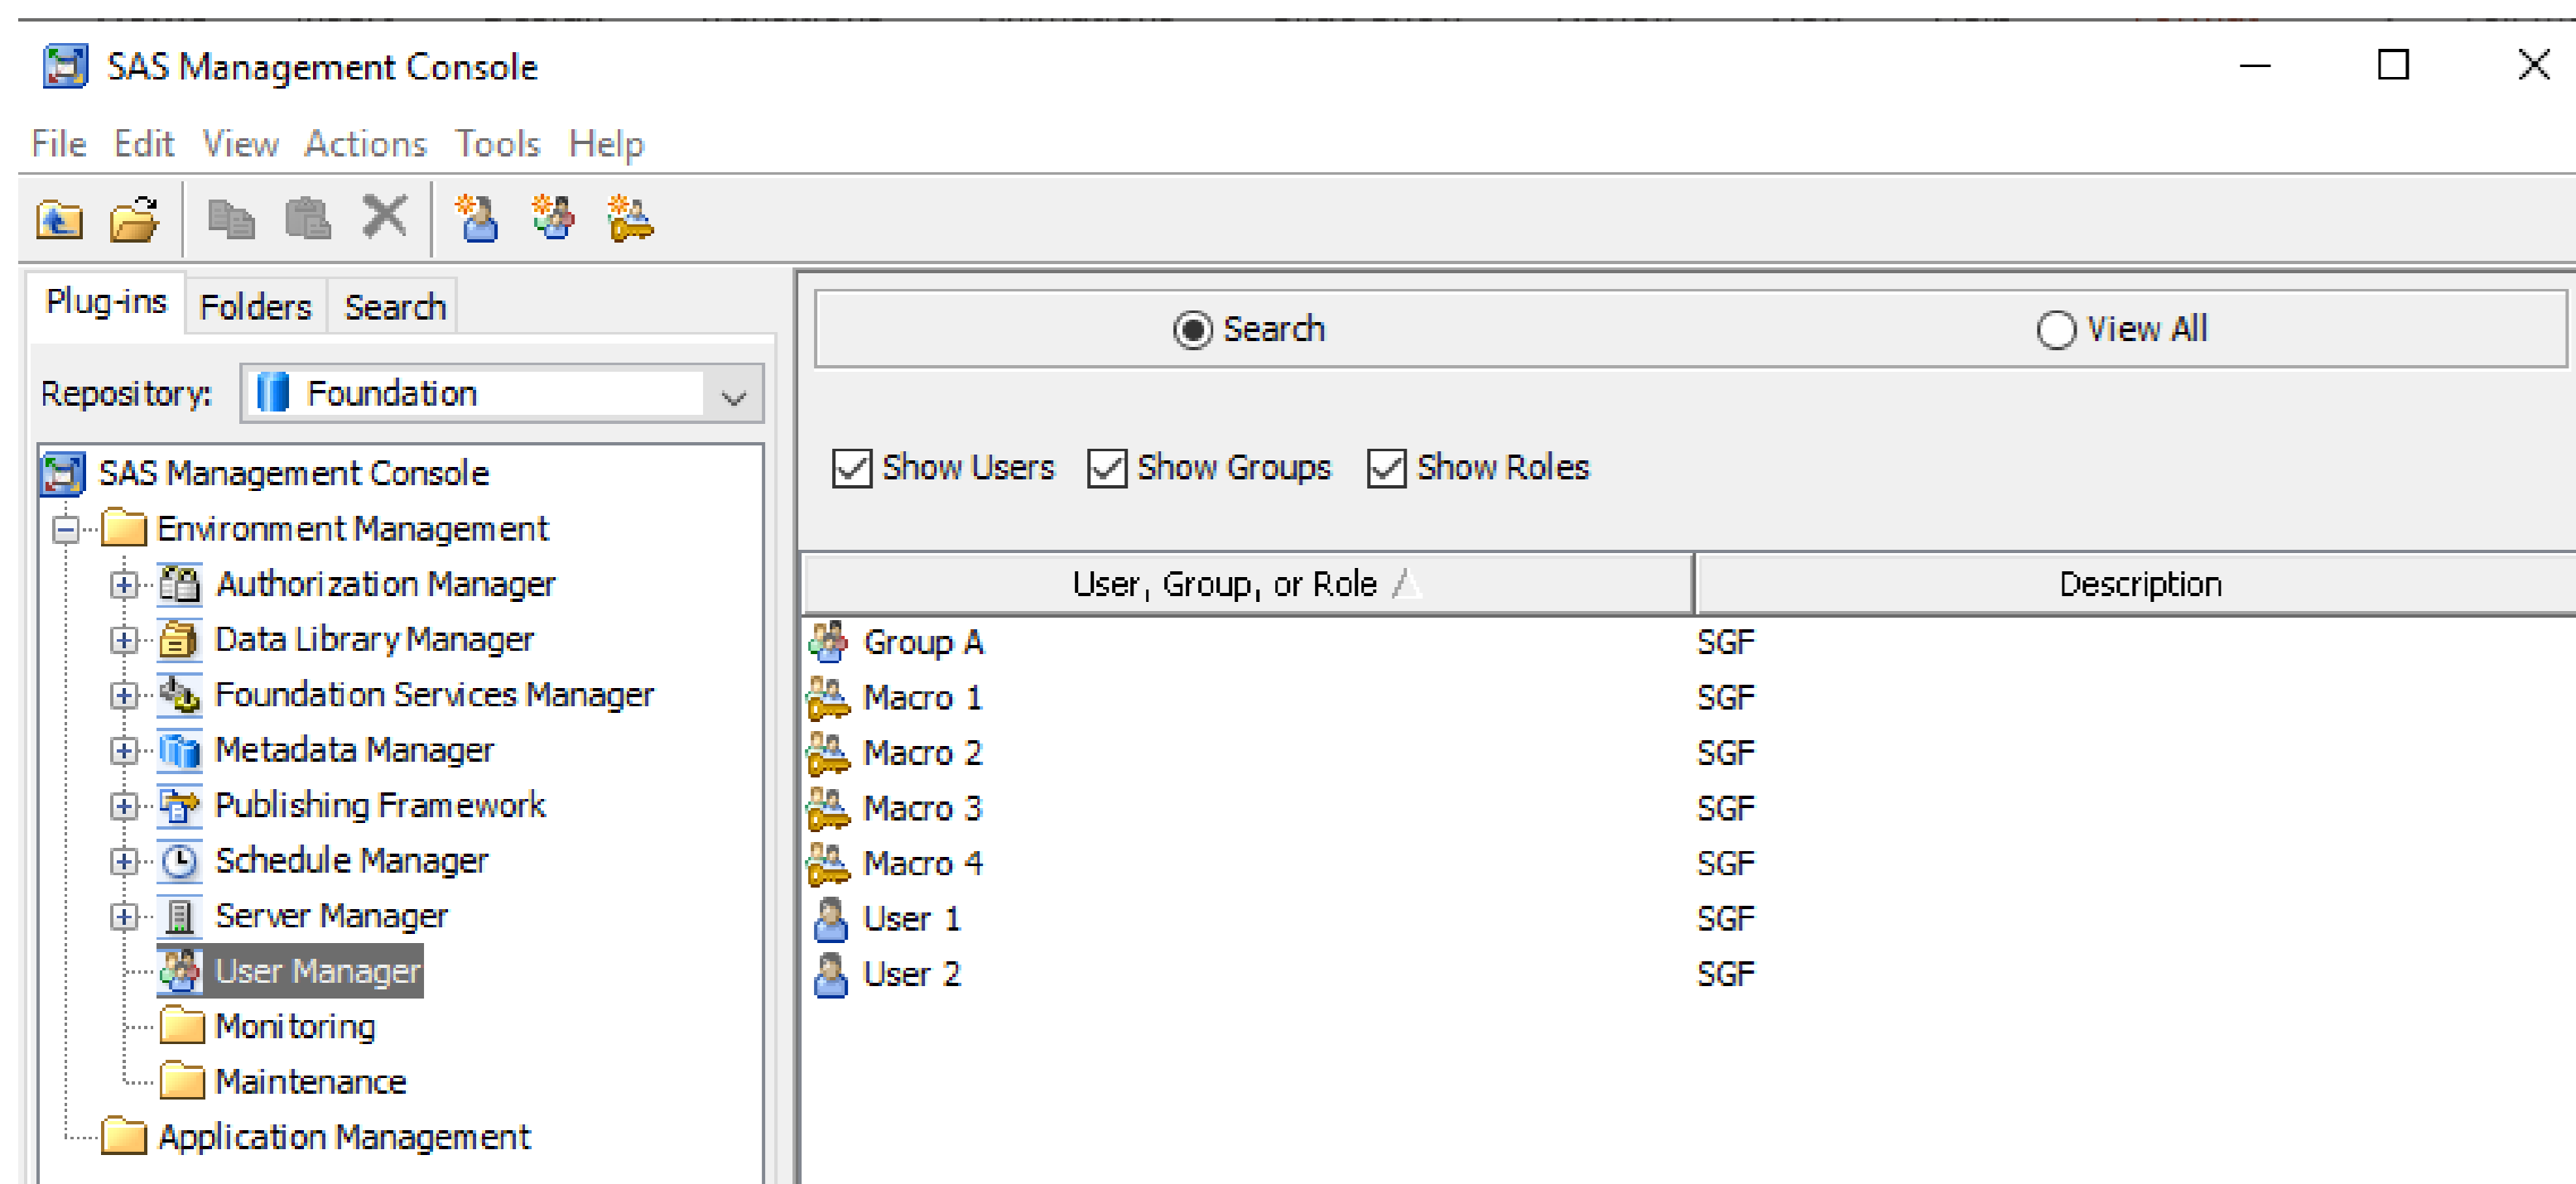 SAS Management Console
File Edit View Actions Tools Help
Plug-ins Folders Search
Repository: Foundation
SAS Management Console
Environment Management
Authorization Manager
Data Library Manager
Foundation Services Manager
Metadata Manager
Publishing Framework
Schedule Manager
Server Manager
User Manager
Monitoring
Maintenance
Application Management
Search View All
Show Users Show Groups Show Roles
User, Group, or Role Description
Group A SGF
Macro 1 SGF
Macro 2 SGF
Macro 3 SGF
Macro 4 SGF
User 1 SGF
User 2 SGF